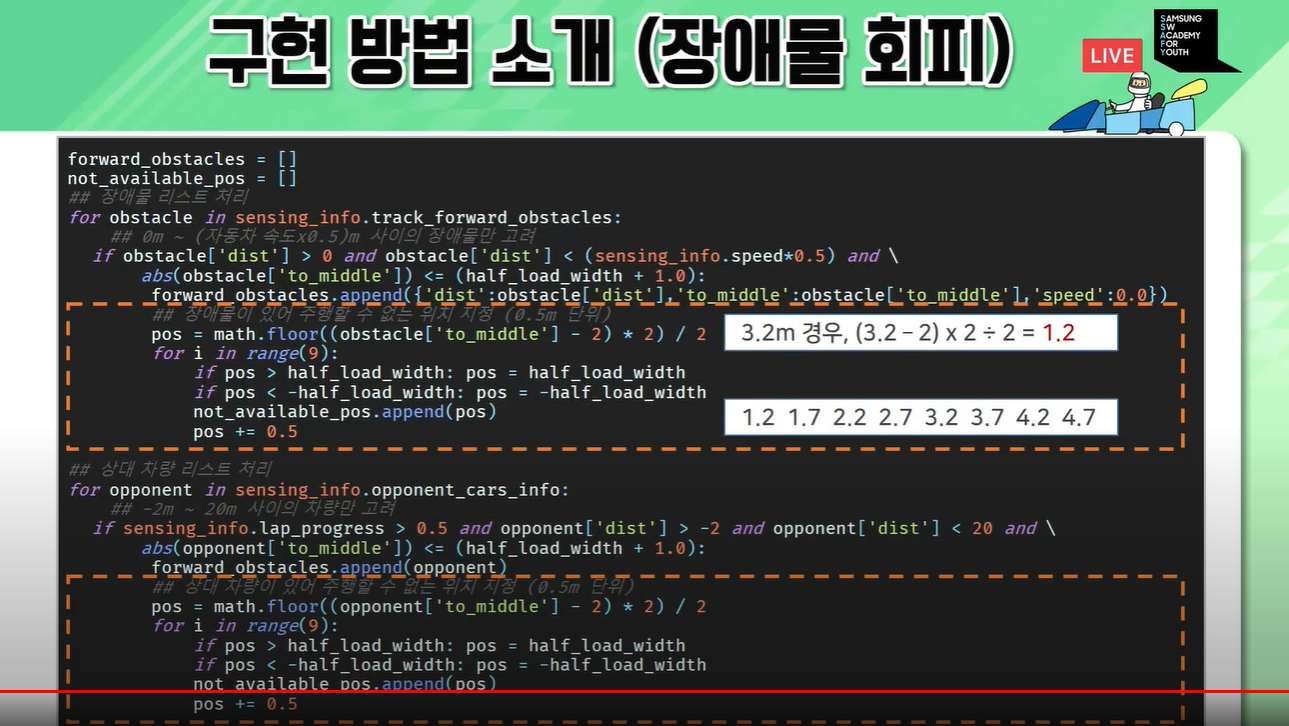 구현 방법 소개 (장애물 회피)
LIVE
SAMSUNG
SW
ACADEMY
FOR
YOUTH
forward_obstacles = []
not_available_pos = []
## 장애물 리스트 처리
for obstacle in sensing_info.track_forward_obstacles:
## 0m ~ (자동차 속도x0.5)m 사이의 장애물만 고려
if obstacle['dist'] > 0 and obstacle['dist'] < (sensing_info.speed*0.5) and \
abs(obstacle['to_middle']) <= (half_load_width + 1.0):
forward_obstacles.append({'dist':obstacle['dist'],'to_middle':obstacle['to_middle'],'speed':0.0})
## 장애물이 있어 주행할 수 없는 위치 지정 (0.5m 단위)
pos = math.floor((obstacle['to_middle'] - 2) * 2) / 2
3.2m 경우, (3.2 – 2) x 2 ÷ 2 = 1.2
for i in range(9):
if pos > half_load_width: pos = half_load_width
if pos < -half_load_width: pos = -half_load_width
not_available_pos.append(pos)
1.2 1.7 2.2 2.7 3.2 3.7 4.2 4.7
pos += 0.5
## 상대 차량 리스트 처리
for opponent in sensing_info.opponent_cars_info:
## -2m ~ 20m 사이의 차량만 고려
if sensing_info.lap_progress > 0.5 and opponent['dist'] > -2 and opponent['dist'] < 20 and \
abs(opponent['to_middle']) <= (half_load_width + 1.0):
forward_obstacles.append(opponent)
## 상대 차량이 있어 주행할 수 없는 위치 지정 (0.5m 단위)
pos = math.floor((opponent['to_middle'] - 2) * 2) / 2
for i in range(9):
if pos > half_load_width: pos = half_load_width
if pos < -half_load_width: pos = -half_load_width
not_available_pos.append(pos)
pos += 0.5